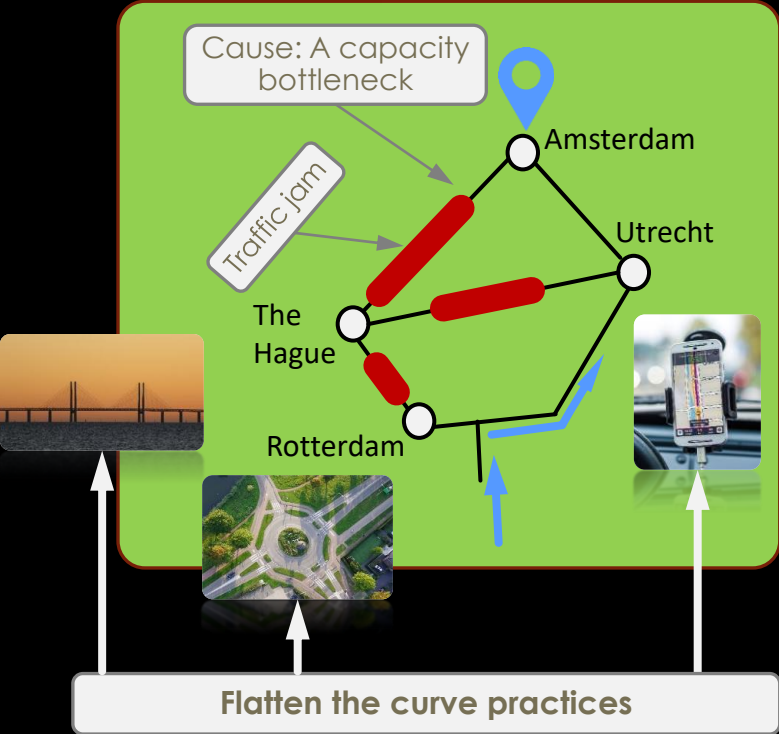 Cause: A capacity
bottleneck
Amsterdam
Traffic jam
Utrecht
The
Hague
Rotterdam
Flatten the curve practices